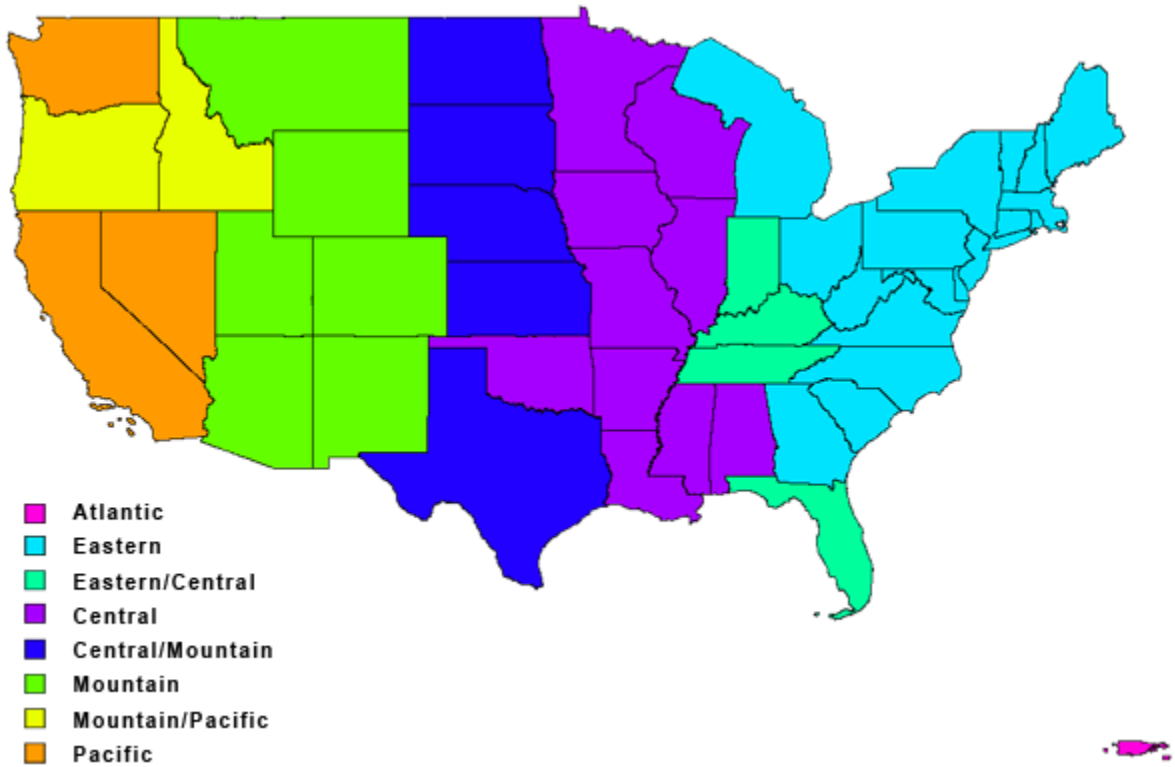 Atlantic
Eastern
Eastern/Central
Central
Central/Mountain
Mountain
Mountain/Pacific
Pacific